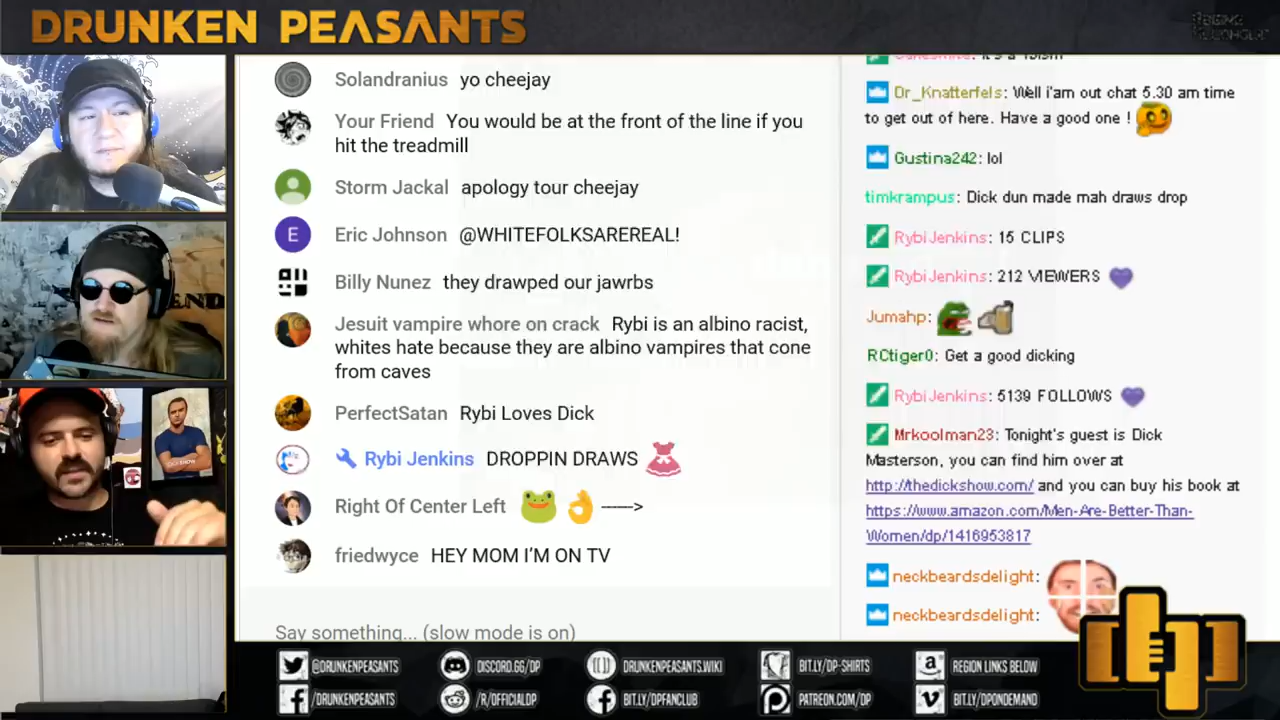 DRUNKEN PEASANTS
Solandranius yo cheejay
Your Friend You would be at the front of the line if you
hit the treadmill
Storm Jackal apology tour cheejay
E Eric Johnson @WHITEFOLKSAREREAL!
Billy Nunez they drawped our jawrbs
Jesuit vampire whore on crack Rybi is an albino racist,
whites hate because they are albino vampires that cone
from caves
PerfectSatan Rybi Loves Dick
Rybi Jenkins DROPPIN DRAWS
Right Of Center Left 🐸 👌 ----->
friedwyce HEY MOM I'M ON TV
Say something... (slow mode is on)
Dr_Knatterfels: Well i'am out chat 5.30 am time
to get out of here. Have a good one !
Gustina242: lol
timkrampus: Dick dun made mah draws drop
RybiJenkins: 15 CLIPS
RybiJenkins: 212 VIEWERS
Jumahp:
RCtiger0: Get a good dicking
RybiJenkins: 5139 FOLLOWS
Mrkoolman23: Tonight's guest is Dick
Masterson, you can find him over at
http://thedickshow.com/ and you can buy his book at
https://www.amazon.com/Men-Are-Better-Than-
Women/dp/1416953817
neckbeardsdelight:
neckbeardsdelight:
@DRUNKENPEASANTS
DISCORD.GG/DP
DRUNKENPEASANTS.WIKI
BIT.LY/DP-SHIRTS
REGION LINKS BELOW
/DRUNKENPEASANTS
/R/OFFICIALDP
BIT.LY/DPFANCLUB
PATREON.COM/DP
BIT.LY/DPONDEMAND